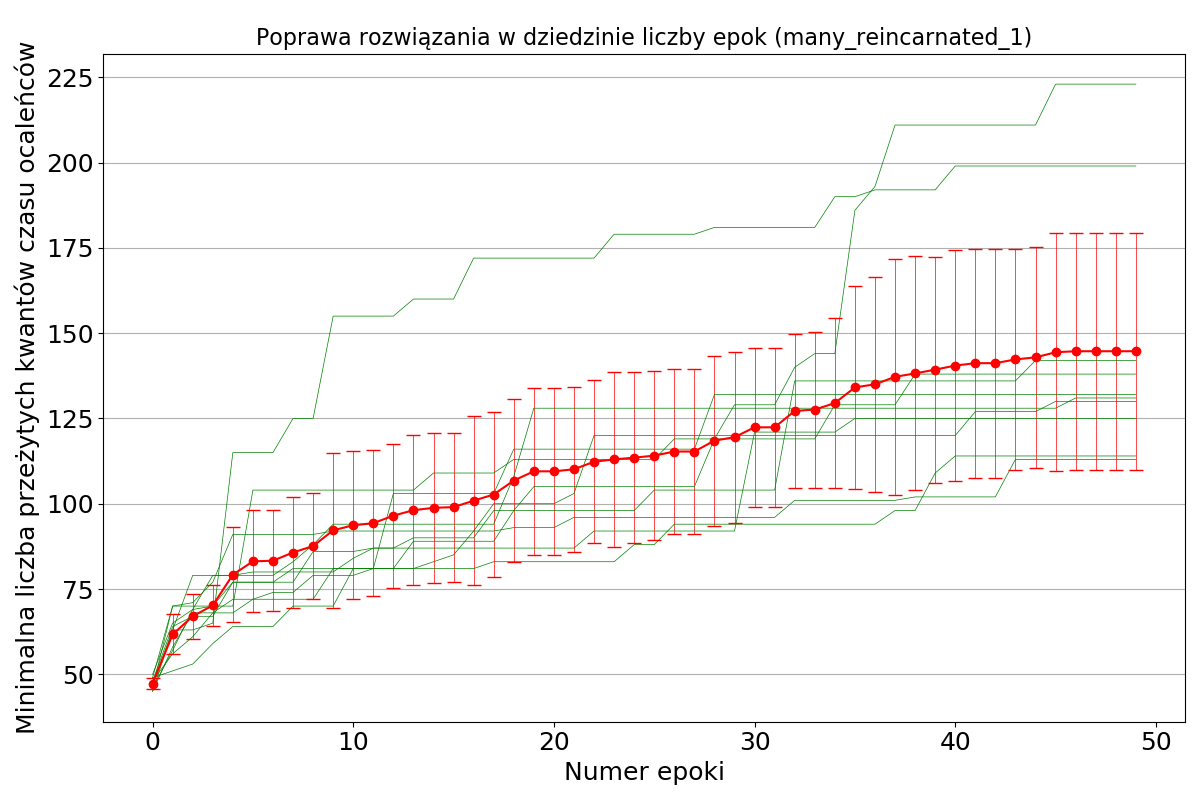 Poprawa rozwiązania w dziedzinie liczby epok (many_reincarnated_1)
Minimalna liczba przeżytych kwantów czasu ocaleńców
225
200
175
150
125
100
75
50
0 10 20 30 40 50
Numer epoki